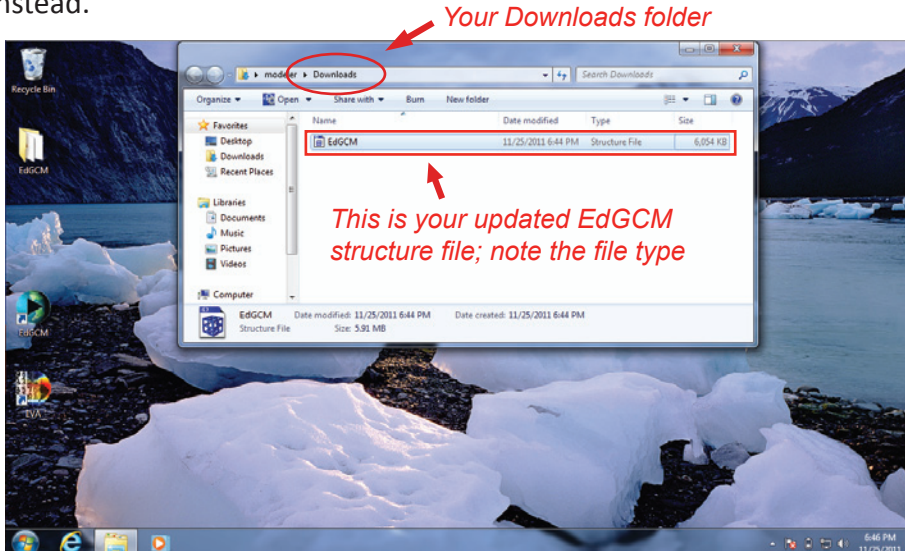 instead.
Your Downloads folder
Recycle Bin
modeler ▸ Downloads
Search Downloads
Organize Open Share with Burn New folder
Favorites
Name Date modified Type Size
Desktop
EdGCM 11/25/2011 6:44 PM Structure File 6,054 KB
Downloads
Recent Places
EdGCM
Libraries
Documents
Music
Pictures
Videos
This is your updated EdGCM
structure file; note the file type
Computer
EdGCM Date modified: 11/25/2011 6:44 PM Date created: 11/25/2011 6:44 PM
Structure File Size: 5.91 MB
EdGCM
EVA
6:46 PM
11/25/2011